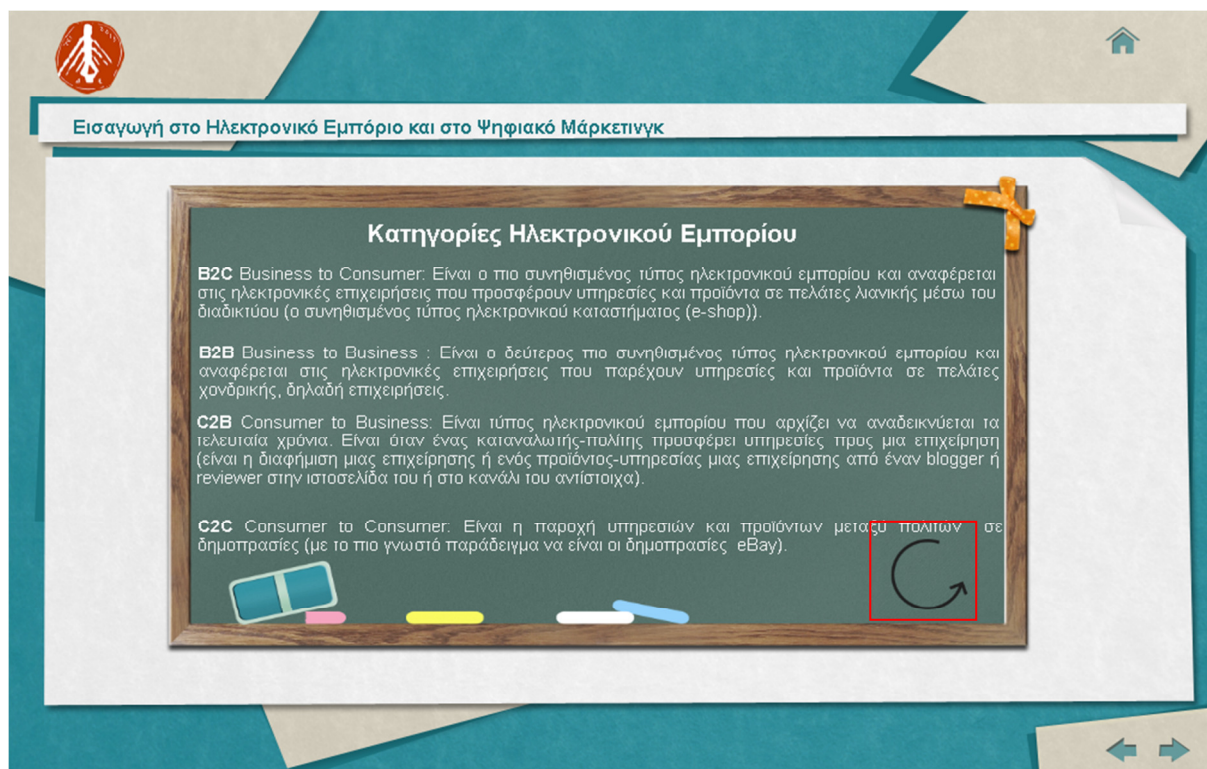 Εισαγωγή στο Ηλεκτρονικό Εμπόριο και στο Ψηφιακό Μάρκετινγκ
Κατηγορίες Ηλεκτρονικού Εμπορίου
B2C Business to Consumer: Είναι ο πιο συνηθισμένος τύπος ηλεκτρονικού εμπορίου και αναφέρεται
στις ηλεκτρονικές επιχειρήσεις που προσφέρουν υπηρεσίες και προϊόντα σε πελάτες λιανικής μέσω του
διαδικτύου (ο συνηθισμένος τύπος ηλεκτρονικού καταστήματος (e-shop)).
B2B Business to Business : Είναι ο δεύτερος πιο συνηθισμένος τύπος ηλεκτρονικού εμπορίου και
αναφέρεται στις ηλεκτρονικές επιχειρήσεις που παρέχουν υπηρεσίες και προϊόντα σε πελάτες
χονδρικής, δηλαδή επιχειρήσεις.
C2B Consumer to Business: Είναι τύπος ηλεκτρονικού εμπορίου που αρχίζει να αναδεικνύεται τα
τελευταία χρόνια. Είναι όταν ένας καταναλωτής-πολίτης προσφέρει υπηρεσίες προς μια επιχείρηση
(είναι η διαφήμιση μιας επιχείρησης ή ενός προϊόντος-υπηρεσίας μιας επιχείρησης από έναν blogger ή
reviewer στην ιστοσελίδα του ή στο κανάλι του αντίστοιχα).
C2C Consumer to Consumer: Είναι η παροχή υπηρεσιών και προϊόντων μεταξύ πολιτών σε
δημοπρασίες (με το πιο γνωστό παράδειγμα να είναι οι δημοπρασίες eBay).